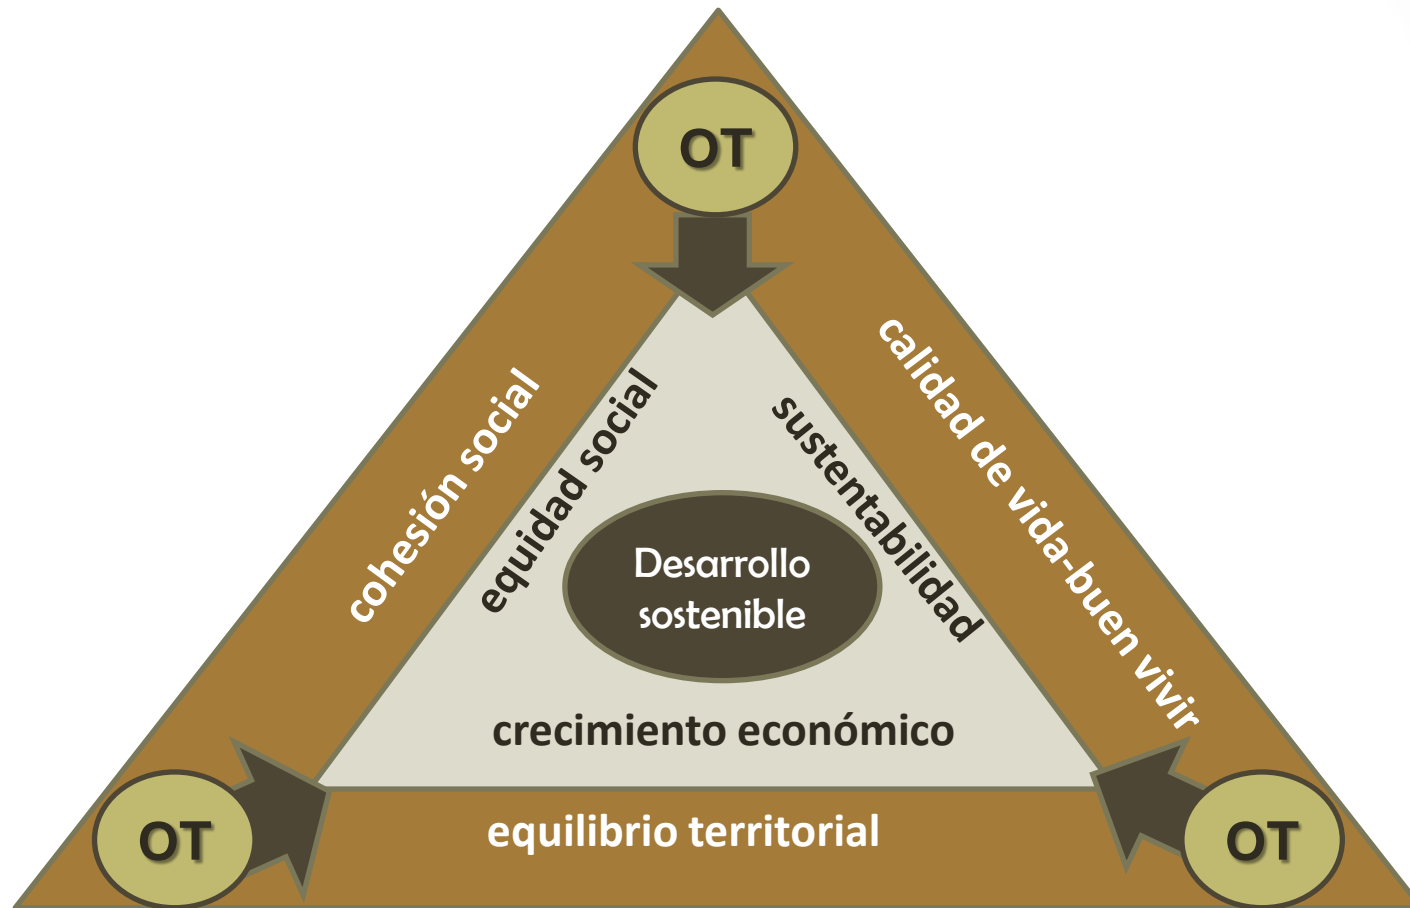 OT
cohesión social
equidad social
sustentabilidad
calidad de vida-buen vivir
Desarrollo
sostenible
crecimiento económico
OT
equilibrio territorial
OT